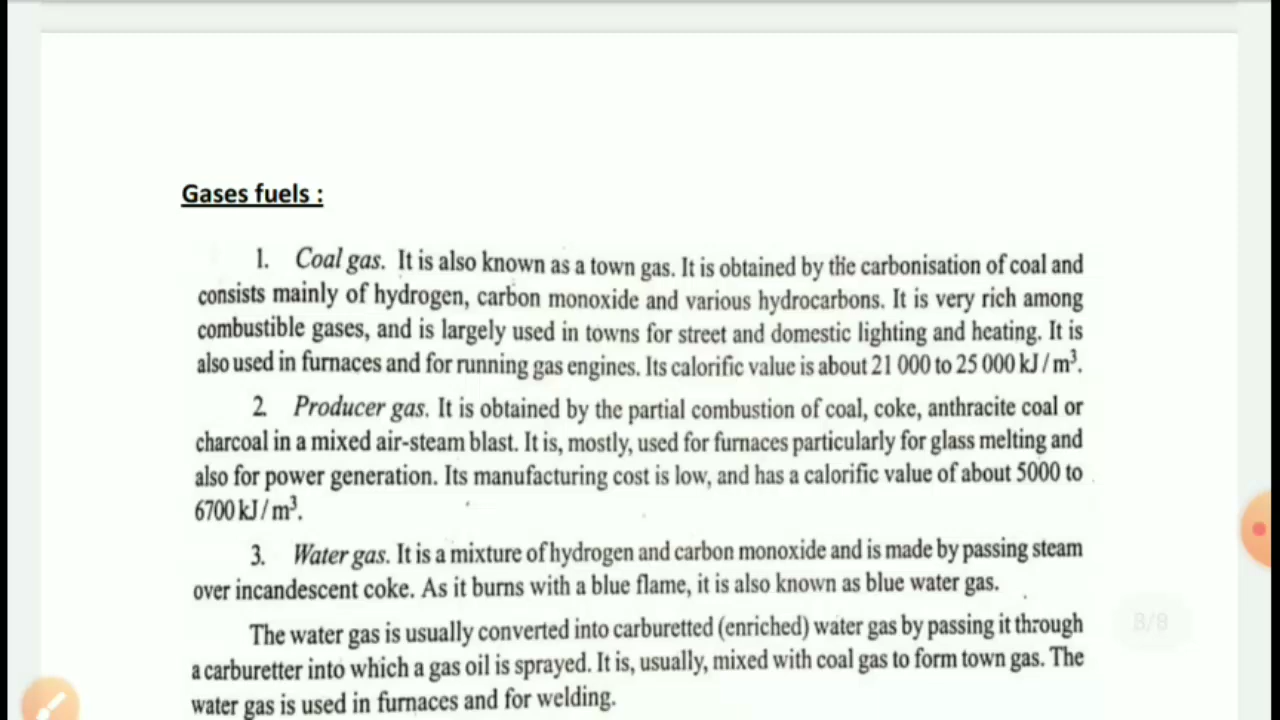 Gases fuels :
1. Coal gas. It is also known as a town gas. It is obtained by the carbonisation of coal and
consists mainly of hydrogen, carbon monoxide and various hydrocarbons. It is very rich among
combustible gases, and is largely used in towns for street and domestic lighting and heating. It is
also used in furnaces and for running gas engines. Its calorific value is about 21 000 to 25 000 kJ / m³.
2. Producer gas. It is obtained by the partial combustion of coal, coke, anthracite coal or
charcoal in a mixed air-steam blast. It is, mostly, used for furnaces particularly for glass melting and
also for power generation. Its manufacturing cost is low, and has a calorific value of about 5000 to
6700 kJ / m³.
3. Water gas. It is a mixture of hydrogen and carbon monoxide and is made by passing steam
over incandescent coke. As it burns with a blue flame, it is also known as blue water gas.
8/8
The water gas is usually converted into carburetted (enriched) water gas by passing it through
a carburetter into which a gas oil is sprayed. It is, usually, mixed with coal gas to form town gas. The
water gas is used in furnaces and for welding.